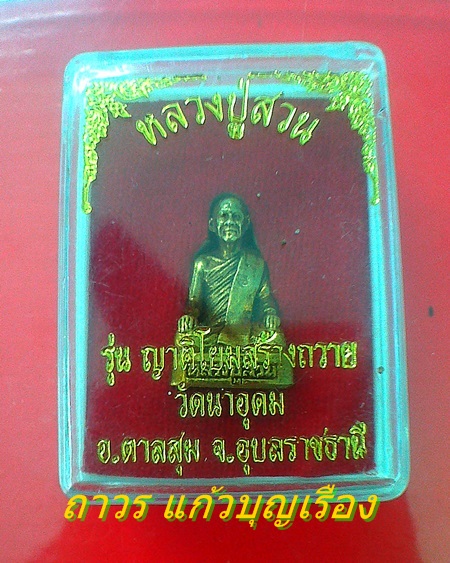 หลวงปู่สวน
รุ่น ญาติโยมสร้างถวาย
วัดนาอุดม
อ.ตาลสุม จ.อุบลราชธานี
ถาวร แก้วบุญเรือง